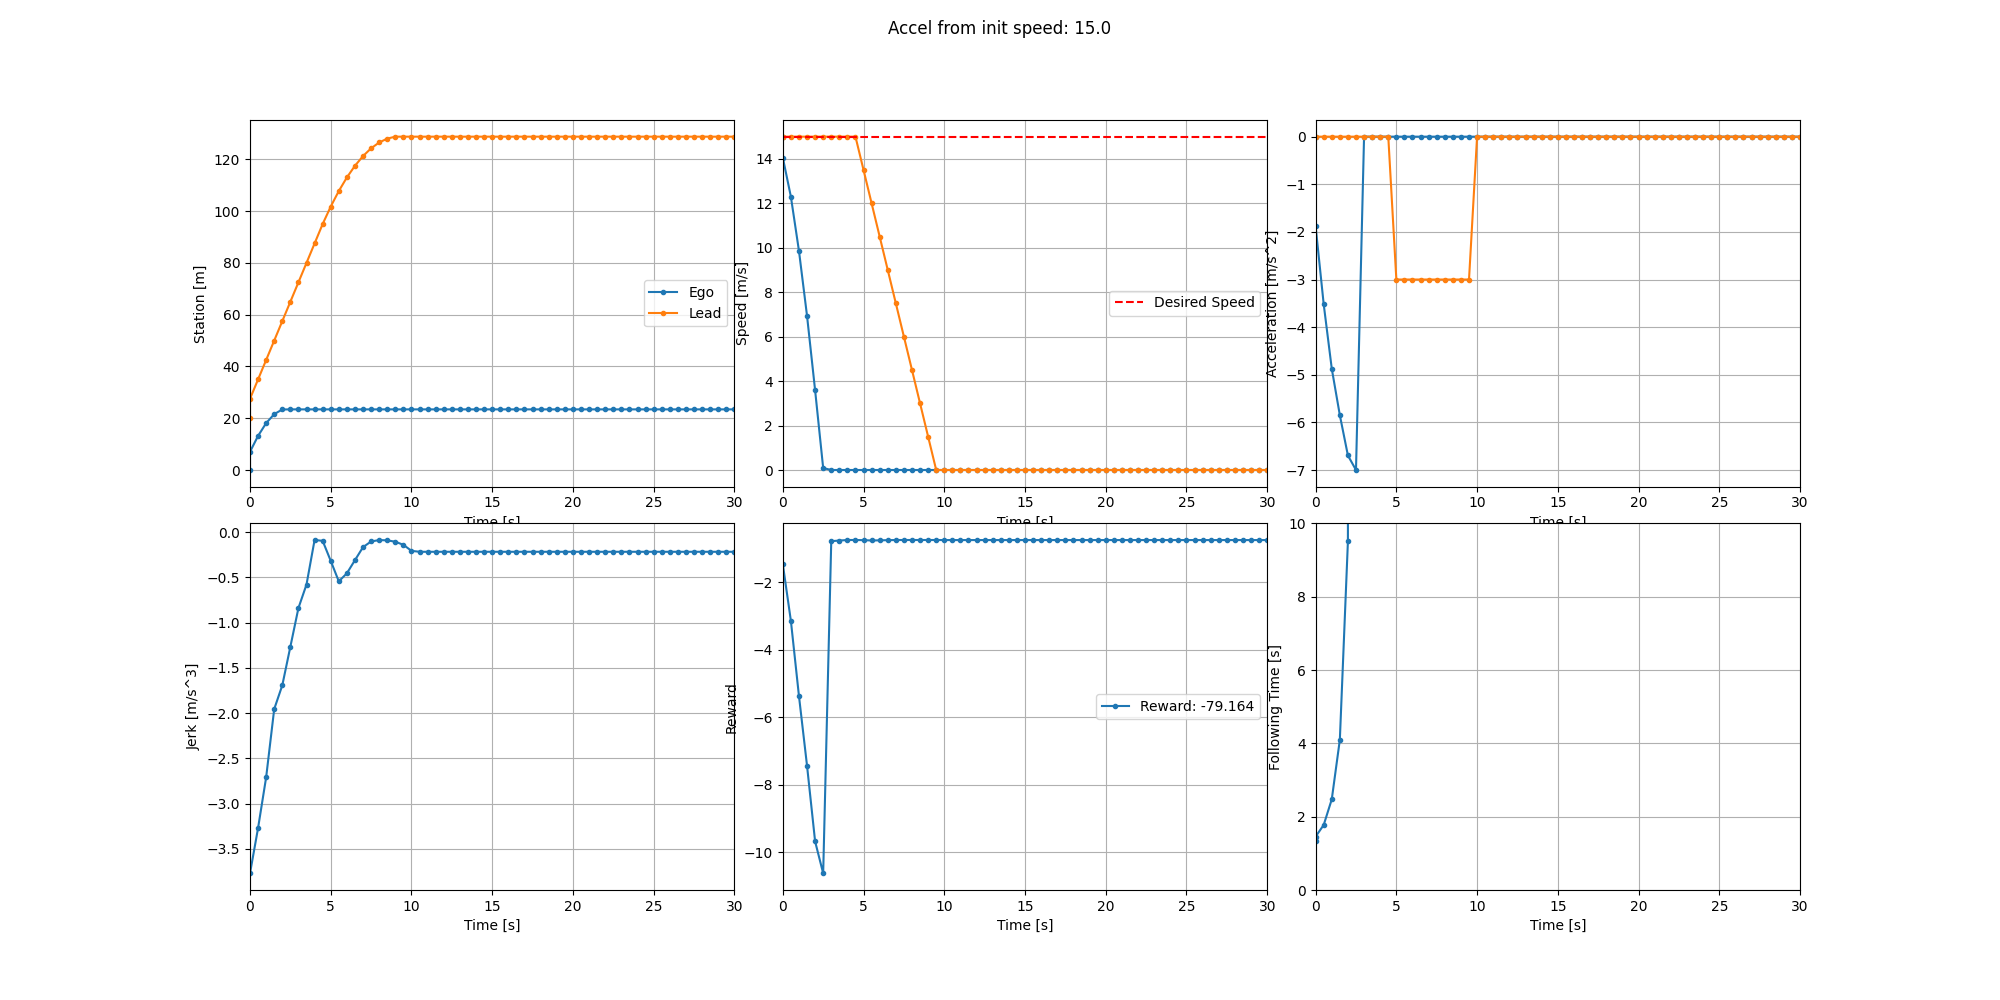 Accel from init speed: 15.0
Station [m]
120
100
80
60
40
20
0
Ego
Lead
0 5 10 15 20 25 30
Time [s]
Speed [m/s]
14
12
10
8
6
4
2
0
Desired Speed
0 5 10 15 20 25 30
Time [s]
Acceleration [m/s^2]
0
−1
−2
−3
−4
−5
−6
−7
0 5 10 15 20 25 30
Time [s]
Jerk [m/s^3]
0.0
−0.5
−1.0
−1.5
−2.0
−2.5
−3.0
−3.5
0 5 10 15 20 25 30
Time [s]
Reward
−2
−4
−6
−8
−10
Reward: -79.164
0 5 10 15 20 25 30
Time [s]
Following Time [s]
10
8
6
4
2
0
0 5 10 15 20 25 30
Time [s]